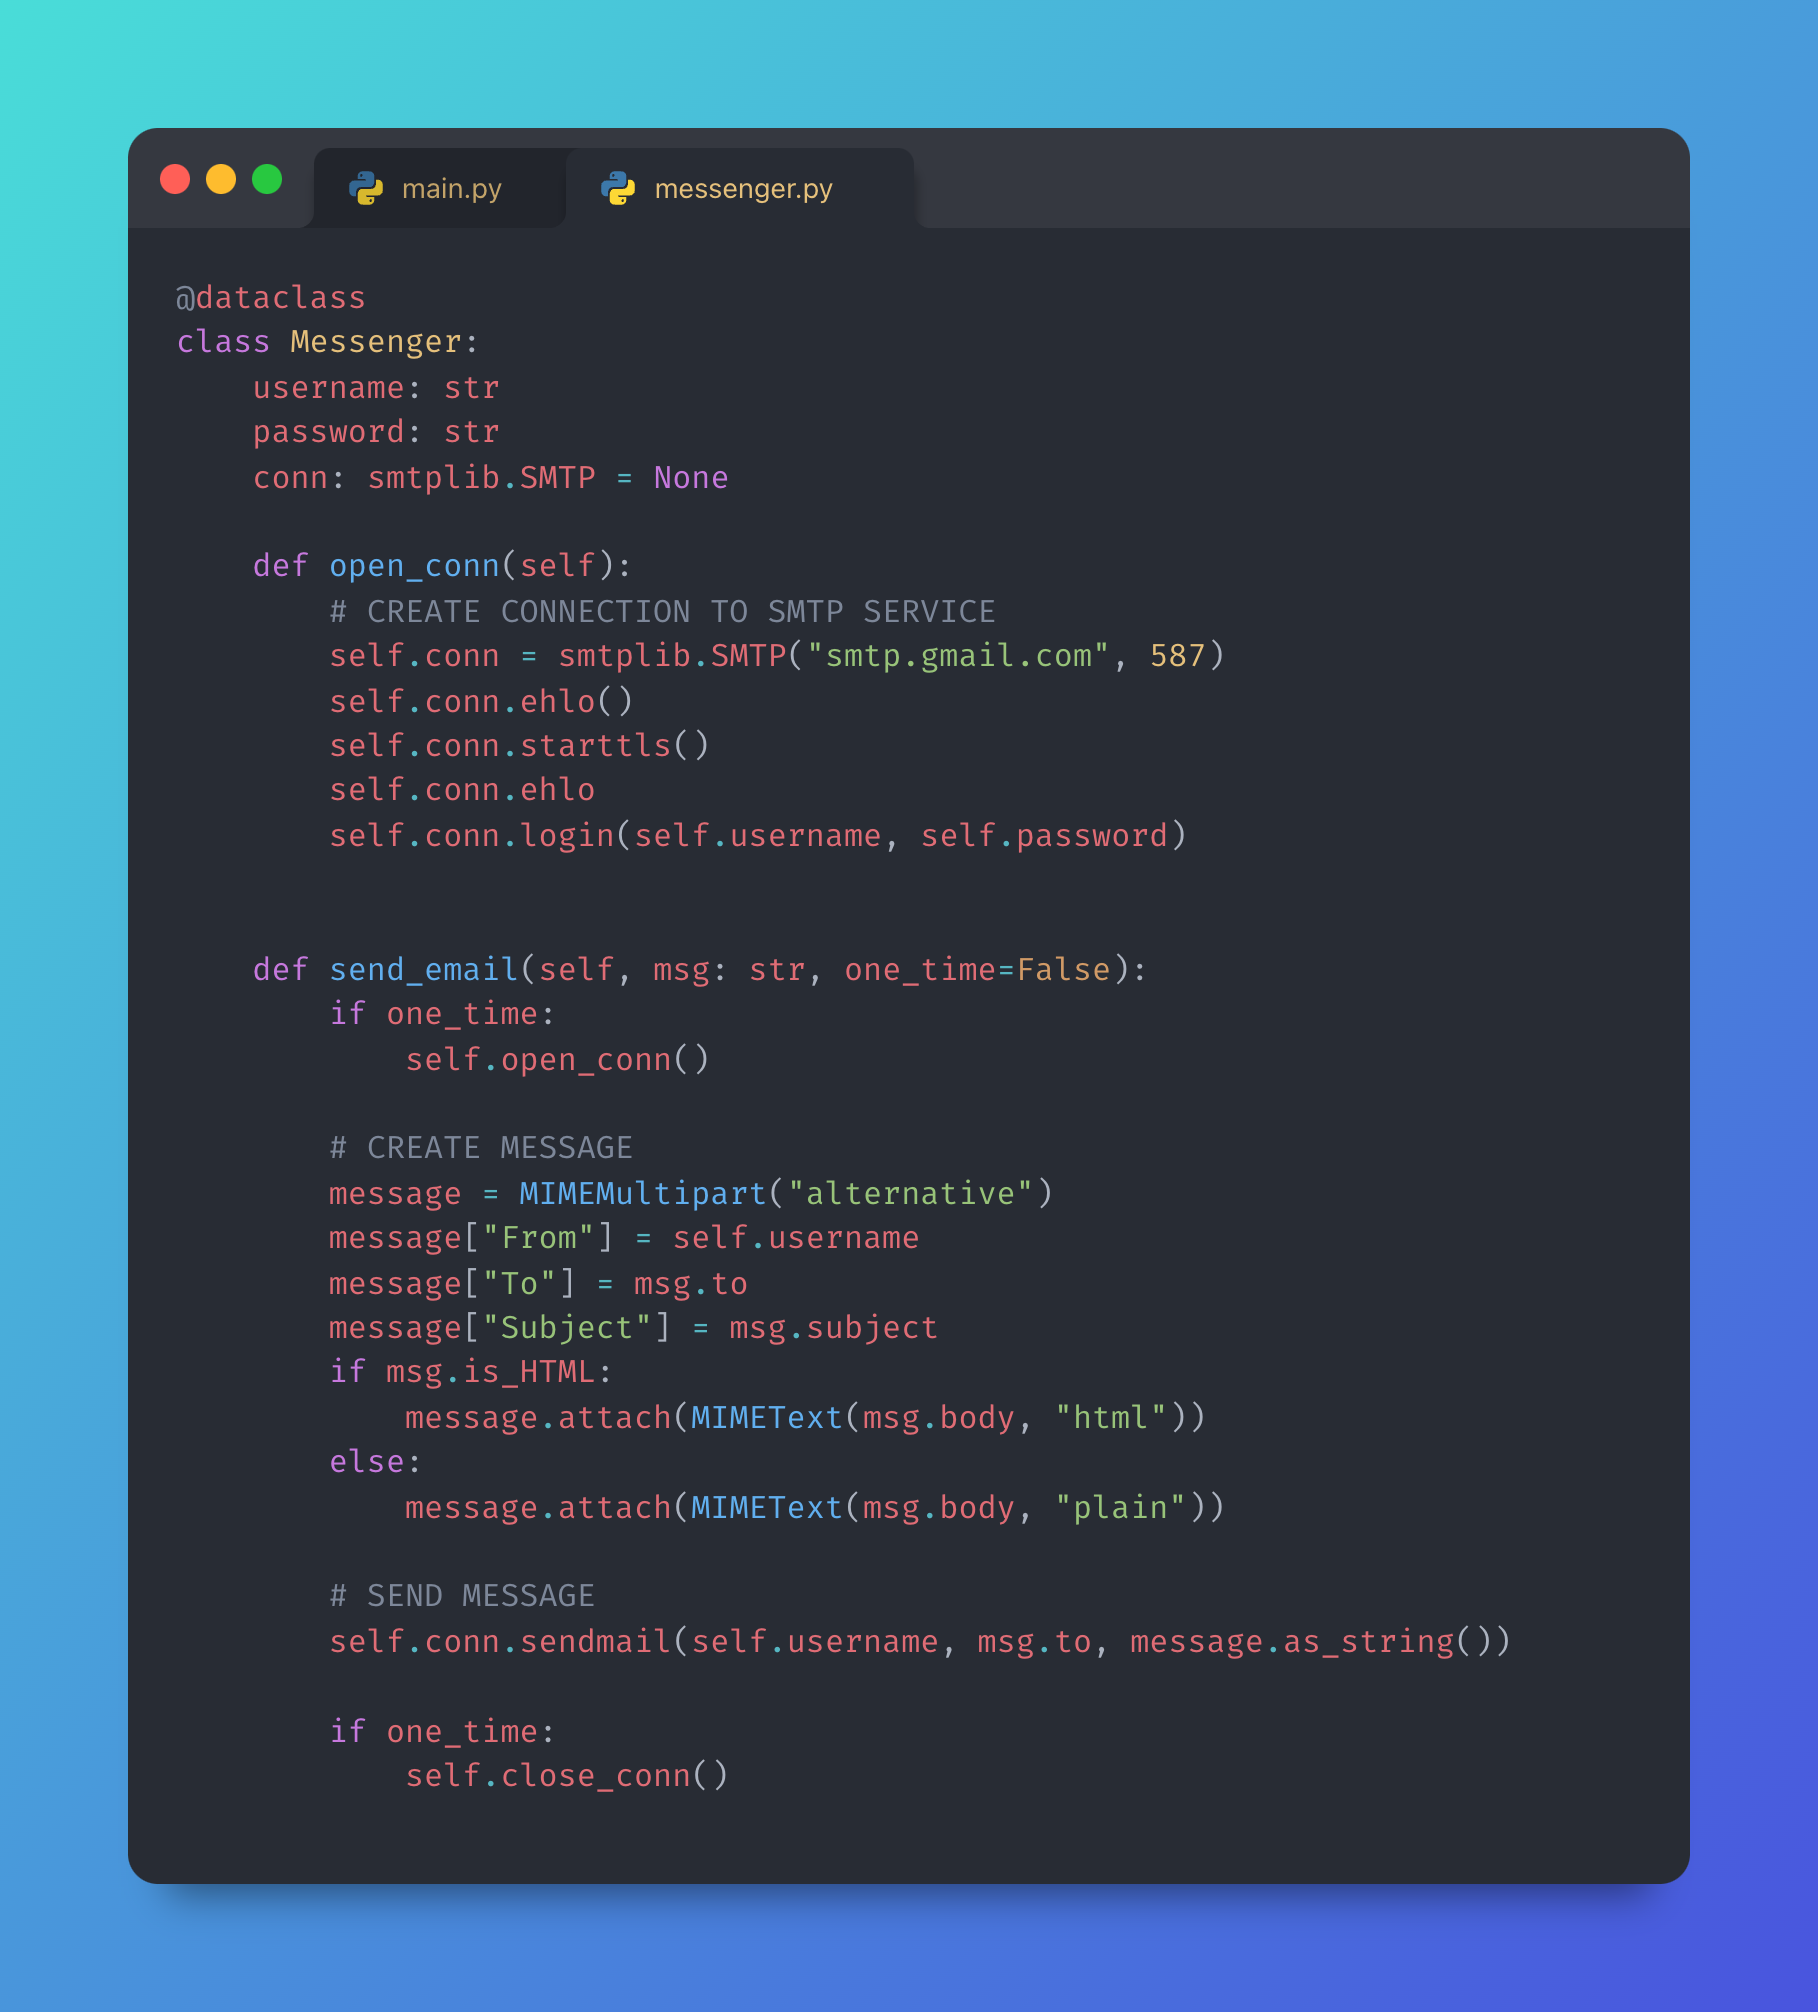 main.py
messenger.py
@dataclass
class Messenger:
    username: str
    password: str
    conn: smtplib.SMTP = None
    def open_conn(self):
        # CREATE CONNECTION TO SMTP SERVICE
        self.conn = smtplib.SMTP("smtp.gmail.com", 587)
        self.conn.ehlo()
        self.conn.starttls()
        self.conn.ehlo
        self.conn.login(self.username, self.password)
    def send_email(self, msg: str, one_time=False):
        if one_time:
            self.open_conn()
        # CREATE MESSAGE
        message = MIMEMultipart("alternative")
        message["From"] = self.username
        message["To"] = msg.to
        message["Subject"] = msg.subject
        if msg.is_HTML:
            message.attach(MIMEText(msg.body, "html"))
        else:
            message.attach(MIMEText(msg.body, "plain"))
        # SEND MESSAGE
        self.conn.sendmail(self.username, msg.to, message.as_string())
        if one_time:
            self.close_conn()